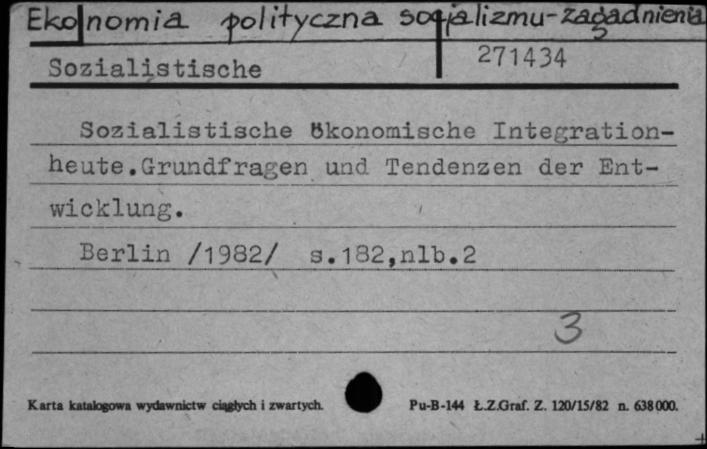 Ekonomia polityczna socjalizmu-zagadnienia
Sozialistische 271434
Sozialistische ökonomische Integration-
heute.Grundfragen und Tendenzen der Ent-
wicklung.
Berlin /1982/ s.182,nlb.2
3
Karta katalogowa wydawnictw ciągłych i zwartych. Pu-B-144 Ł.Z.Graf. Z. 120/15/82 n. 638000.